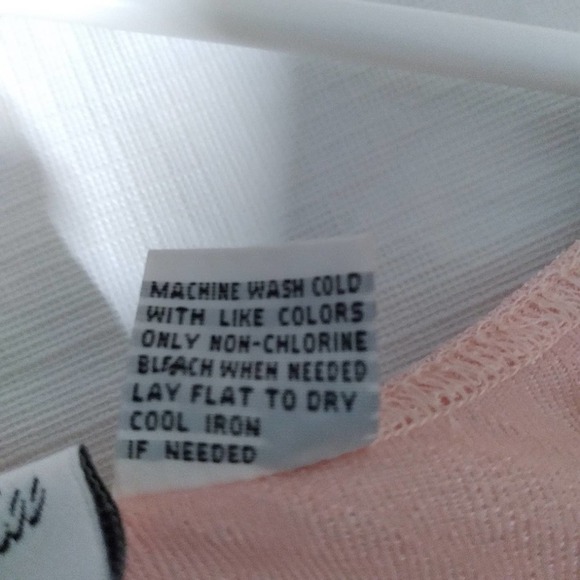 MACHINE WASH COLD
WITH LIKE COLORS
ONLY NON-CHLORINE
BLEACH WHEN NEEDED
LAY FLAT TO DRY
COOL IRON
IF NEEDED